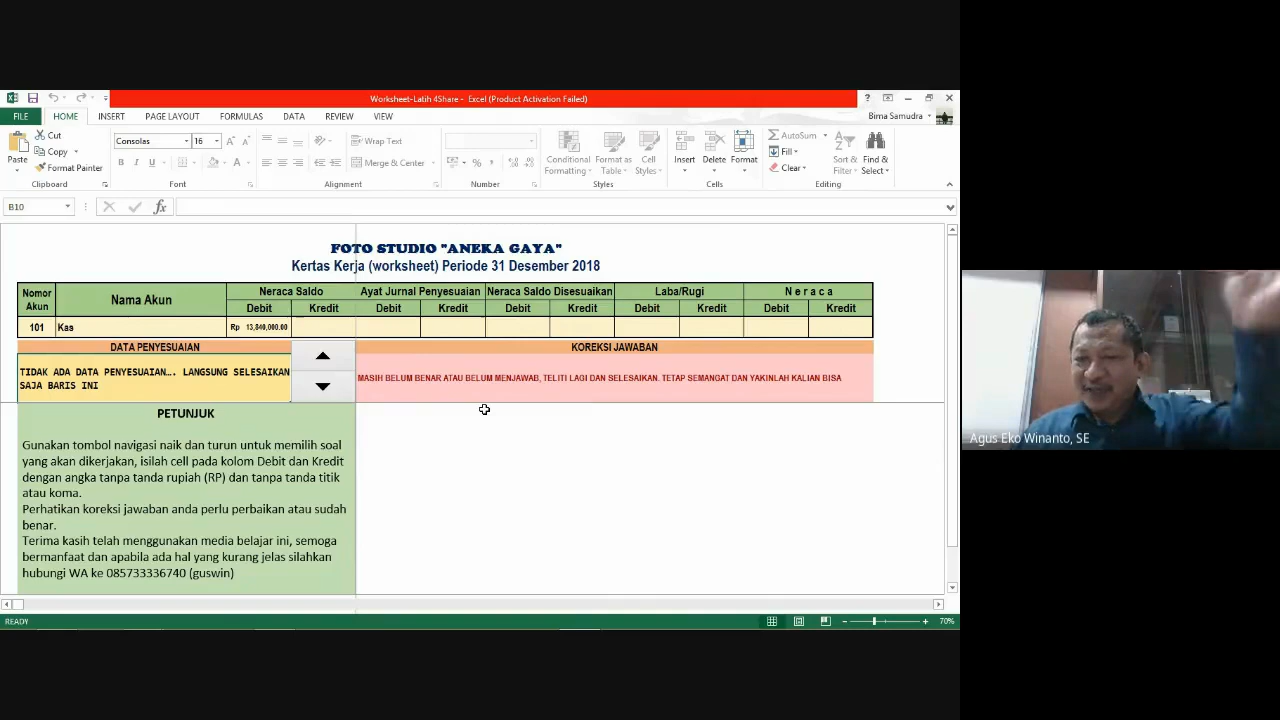 Worksheet-Latih 4Share - Excel (Product Activation Failed)
FILE HOME INSERT PAGE LAYOUT FORMULAS DATA REVIEW VIEW Bima Samudra
Paste Cut Copy Format Painter Clipboard
Consolas 16 B I U Font
Wrap Text Merge & Center Alignment
% Number
Conditional Formatting Format as Table Cell Styles Styles
Insert Delete Format Cells
AutoSum Fill Clear Sort & Filter Find & Select Editing
B10 fx
FOTO STUDIO "ANEKA GAYA"
Kertas Kerja (worksheet) Periode 31 Desember 2018
Nomor Akun Nama Akun Neraca Saldo Ayat Jurnal Penyesuaian Neraca Saldo Disesuaikan Laba/Rugi N e r a c a
Debit Kredit Debit Kredit Debit Kredit Debit Kredit Debit Kredit
101 Kas Rp 13,840,000.00
DATA PENYESUAIAN KOREKSI JAWABAN
TIDAK ADA DATA PENYESUAIAN…. LANGSUNG SELESAIKAN
SAJA BARIS INI
MASIH BELUM BENAR ATAU BELUM MENJAWAB, TELITI LAGI DAN SELESAIKAN. TETAP SEMANGAT DAN YAKINLAH KALIAN BISA
PETUNJUK
Gunakan tombol navigasi naik dan turun untuk memilih soal
yang akan dikerjakan, isilah cell pada kolom Debit dan Kredit
dengan angka tanpa tanda rupiah (RP) dan tanpa tanda titik
atau koma.
Perhatikan koreksi jawaban anda perlu perbaikan atau sudah
benar.
Terima kasih telah menggunakan media belajar ini, semoga
bermanfaat dan apabila ada hal yang kurang jelas silahkan
hubungi WA ke 085733336740 (guswin)
READY 70%
Agus Eko Winanto, SE